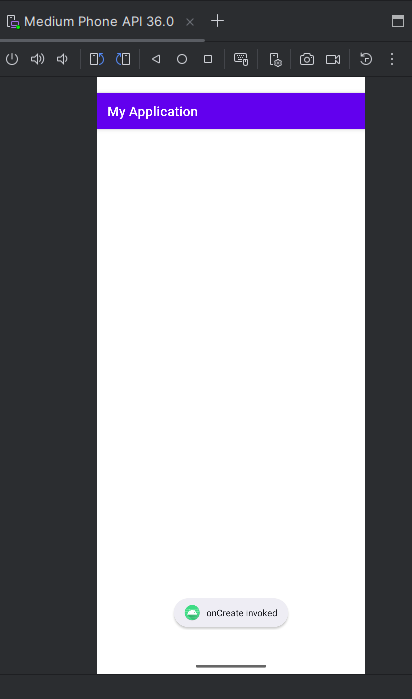 Medium Phone API 36.0
My Application
onCreate invoked